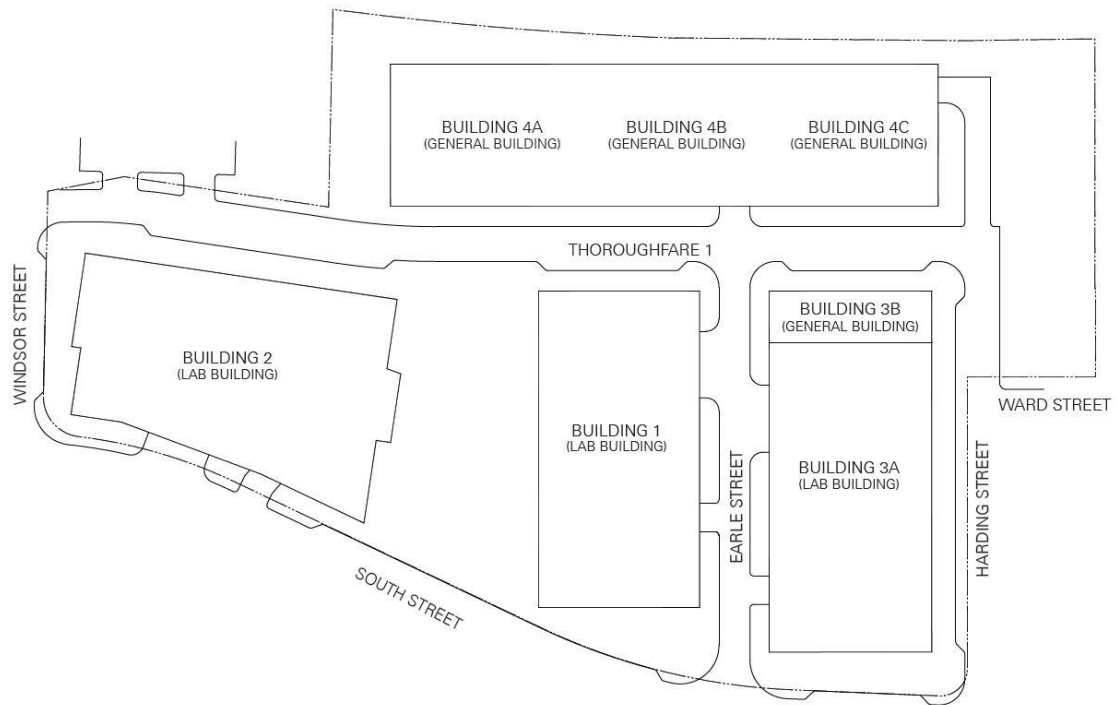 BUILDING 4A
(GENERAL BUILDING)
BUILDING 4B
(GENERAL BUILDING)
BUILDING 4C
(GENERAL BUILDING)
THOROUGHFARE 1
WINDSOR STREET
BUILDING 2
(LAB BUILDING)
BUILDING 1
(LAB BUILDING)
BUILDING 3B
(GENERAL BUILDING)
BUILDING 3A
(LAB BUILDING)
EARLE STREET
HARDING STREET
WARD STREET
SOUTH STREET